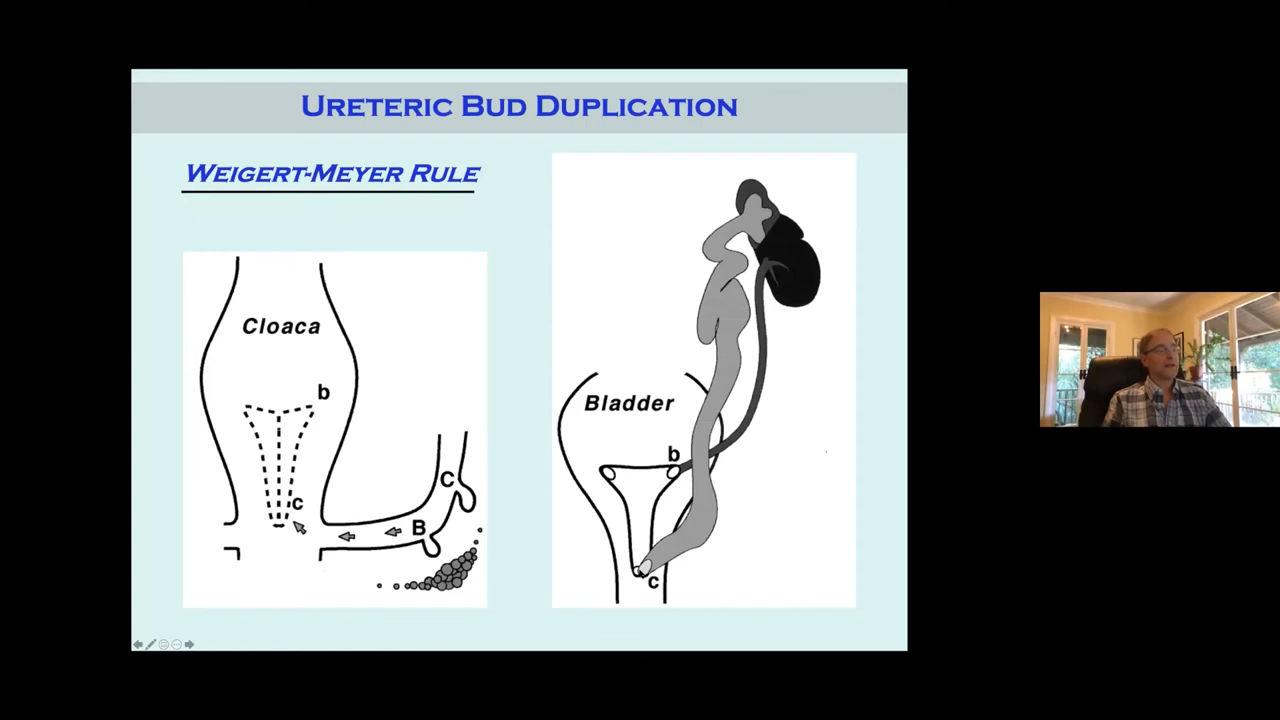 Ureteric Bud Duplication
Weigert-Meyer Rule
Cloaca
b
c
C
B
Bladder
b
c